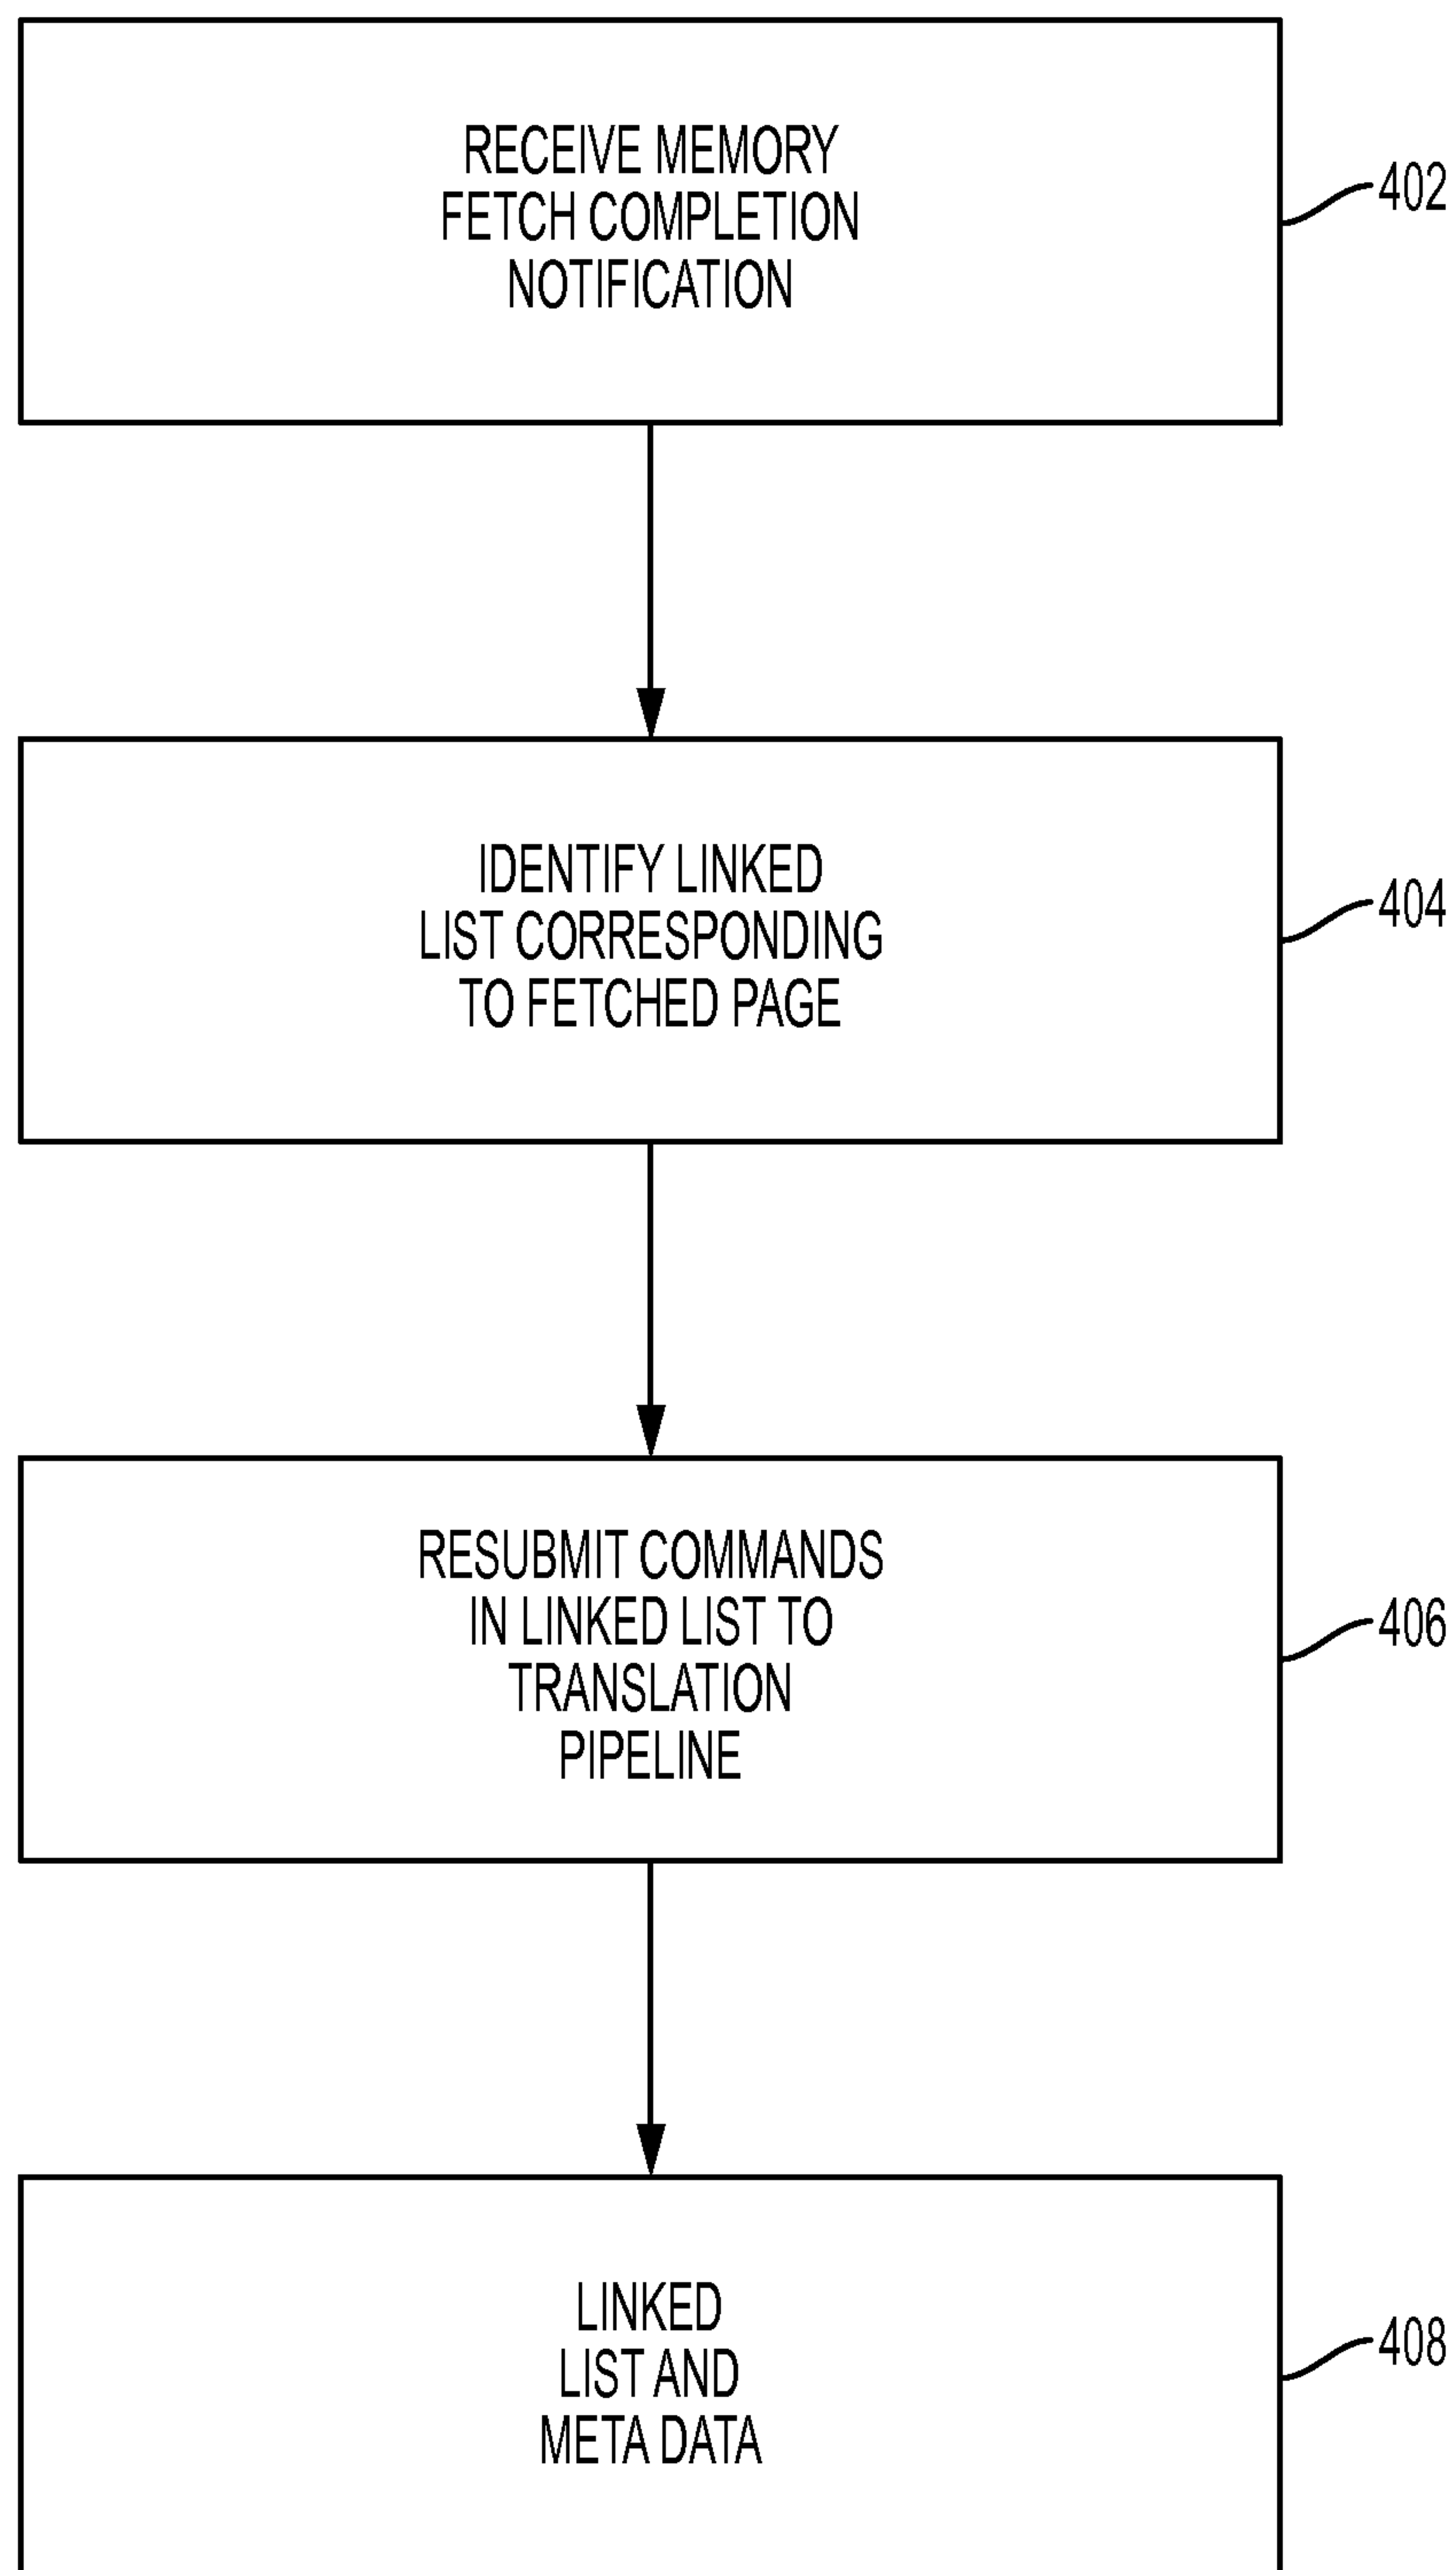 RECEIVE MEMORY
FETCH COMPLETION
NOTIFICATION
402
IDENTIFY LINKED
LIST CORRESPONDING
TO FETCHED PAGE
404
RESUBMIT COMMANDS
IN LINKED LIST TO
TRANSLATION
PIPELINE
406
LINKED
LIST AND
META DATA
408